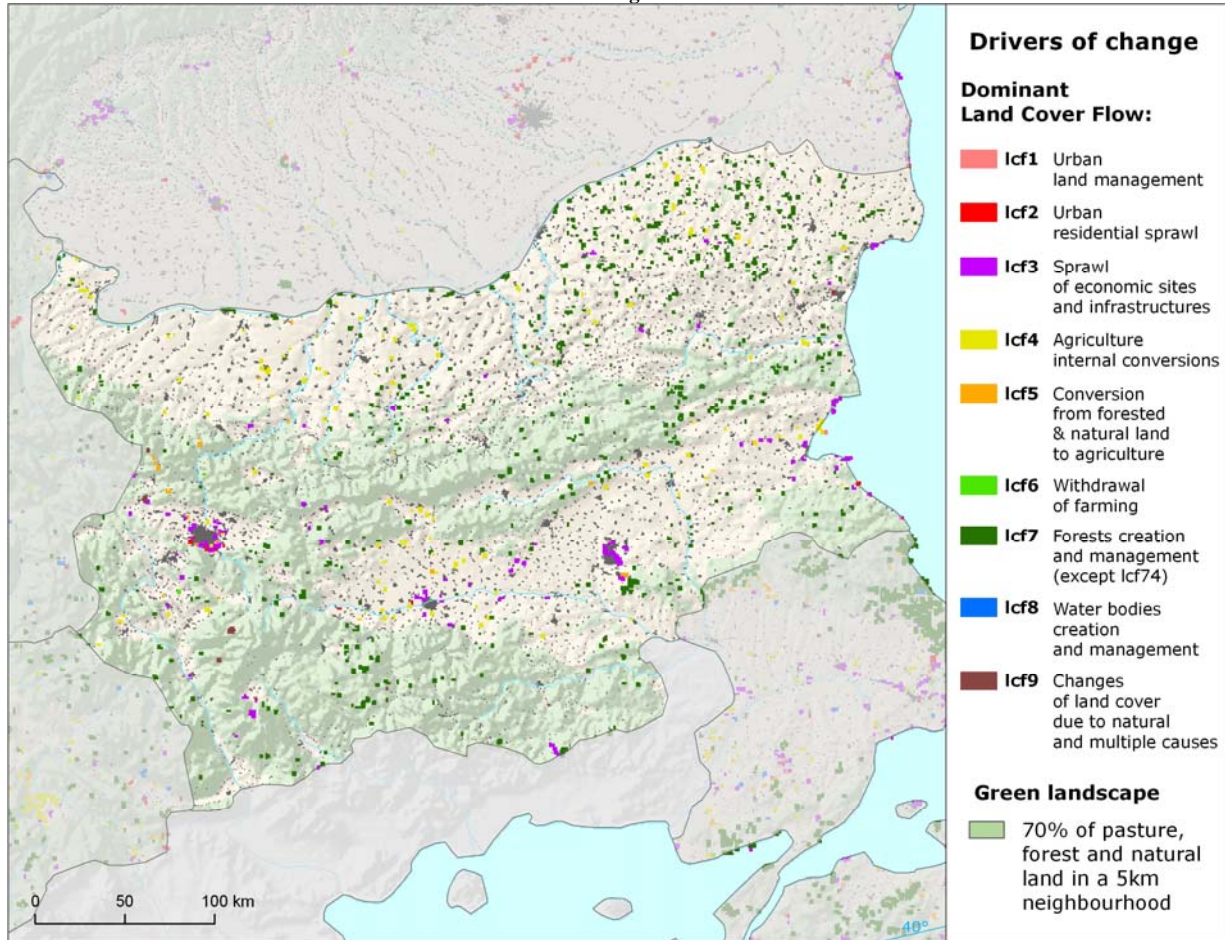 Drivers of change
Dominant
Land Cover Flow:
lcf1 Urban
land management
lcf2 Urban
residential sprawl
lcf3 Sprawl
of economic sites
and infrastructures
lcf4 Agriculture
internal conversions
lcf5 Conversion
from forested
& natural land
to agriculture
lcf6 Withdrawal
of farming
lcf7 Forests creation
and management
(except lcf74)
lcf8 Water bodies
creation
and management
lcf9 Changes
of land cover
due to natural
and multiple causes
Green landscape
70% of pasture,
forest and natural
land in a 5km
neighbourhood
0 50 100 km
40°